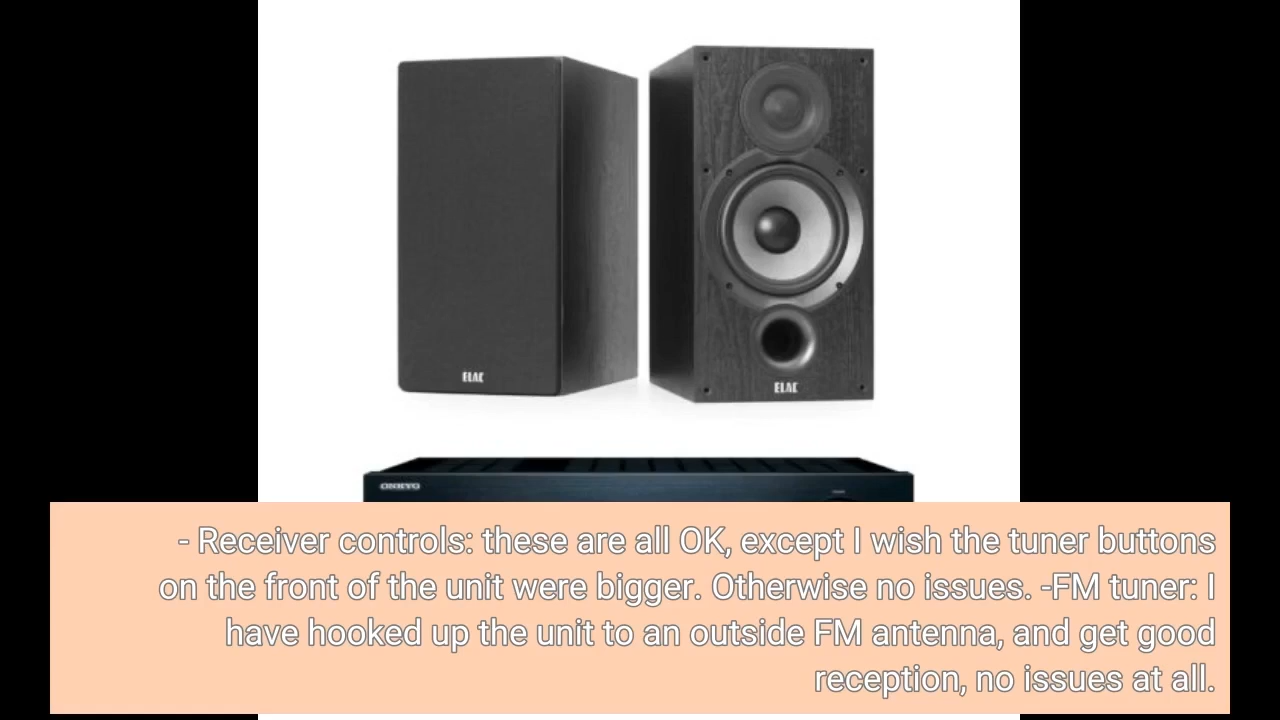 ELAC
ELAC
ONKYO
- Receiver controls: these are all OK, except I wish the tuner buttons
on the front of the unit were bigger. Otherwise no issues. -FM tuner: I
have hooked up the unit to an outside FM antenna, and get good
reception, no issues at all.